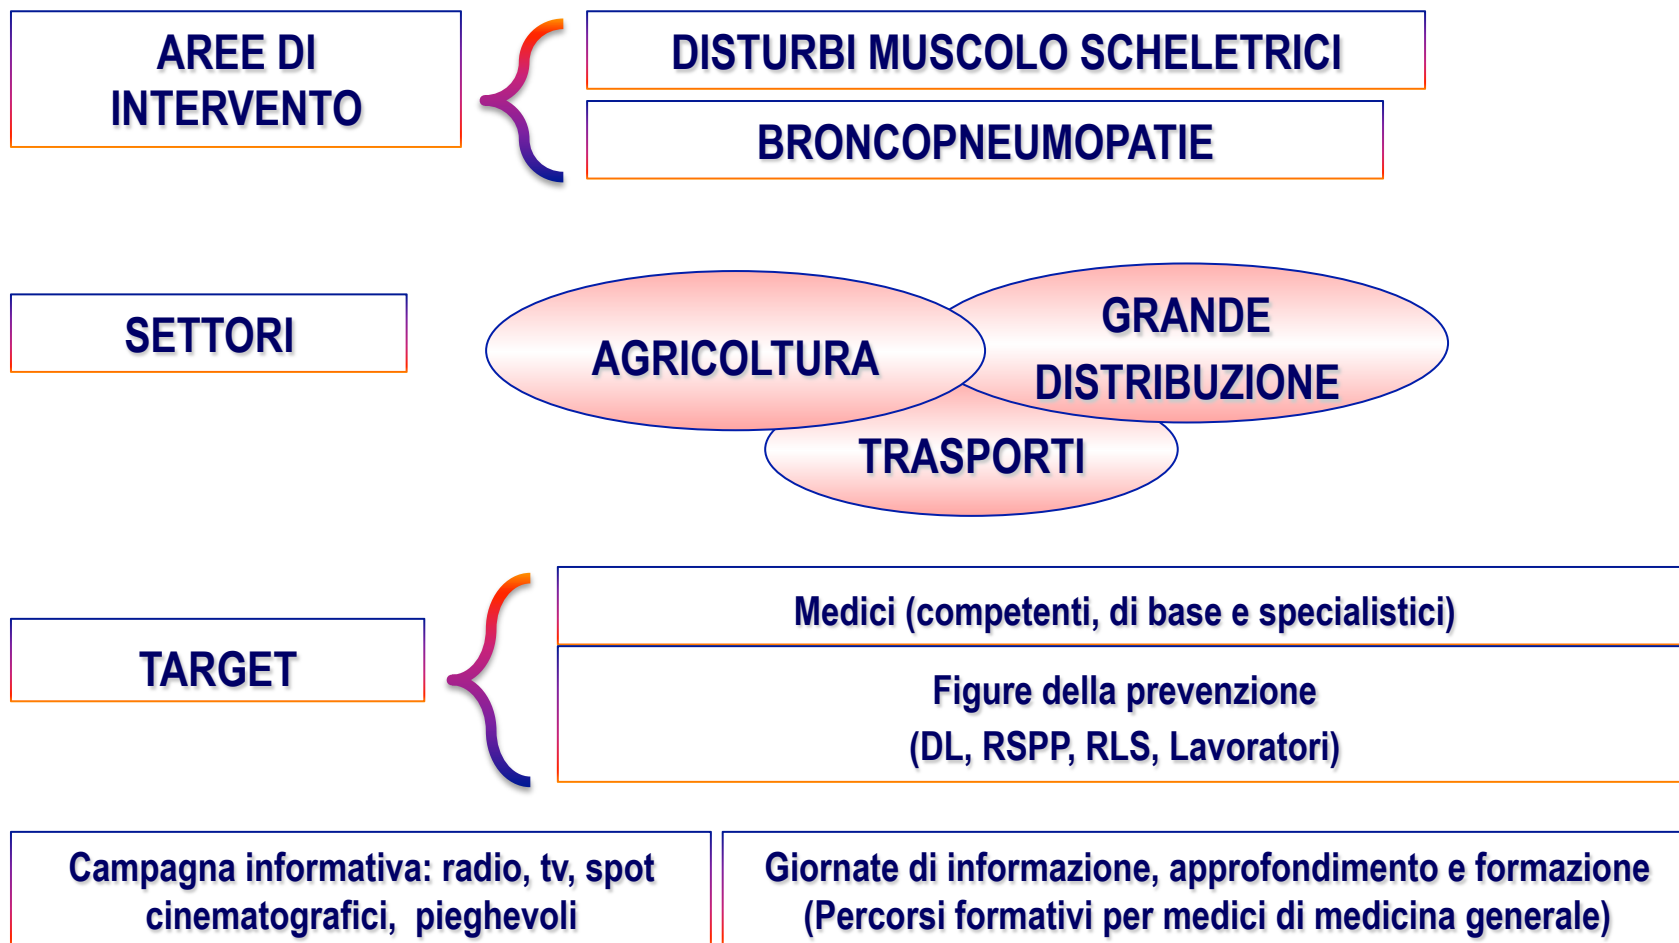 AREE DI
INTERVENTO
DISTURBI MUSCOLO SCHELETRICI
BRONCOPNEUMOPATIE
SETTORI
AGRICOLTURA
GRANDE
DISTRIBUZIONE
TRASPORTI
TARGET
Medici (competenti, di base e specialistici)
Figure della prevenzione
(DL, RSPP, RLS, Lavoratori)
Campagna informativa: radio, tv, spot
cinematografici, pieghevoli
Giornate di informazione, approfondimento e formazione
(Percorsi formativi per medici di medicina generale)